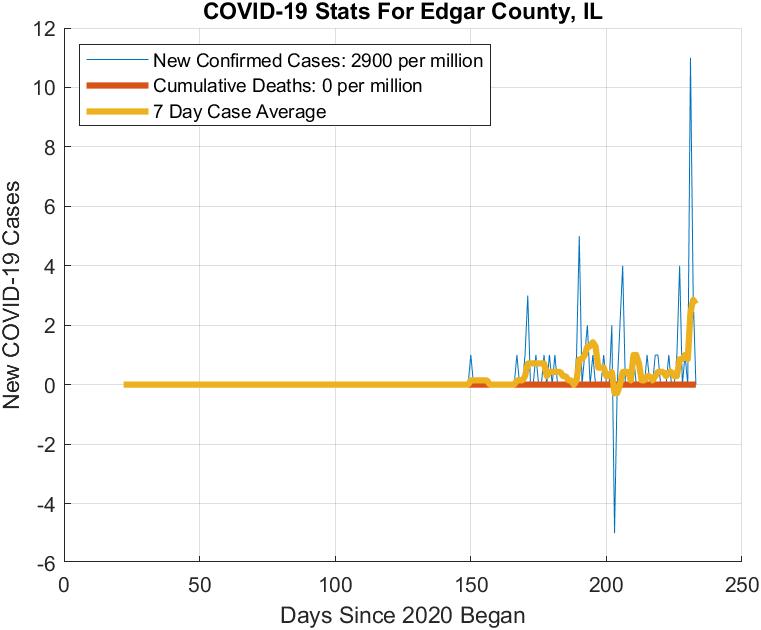 COVID-19 Stats For Edgar County, IL
New Confirmed Cases: 2900 per million
Cumulative Deaths: 0 per million
7 Day Case Average
New COVID-19 Cases
12
10
8
6
4
2
0
-2
-4
-6
0 50 100 150 200 250
Days Since 2020 Began